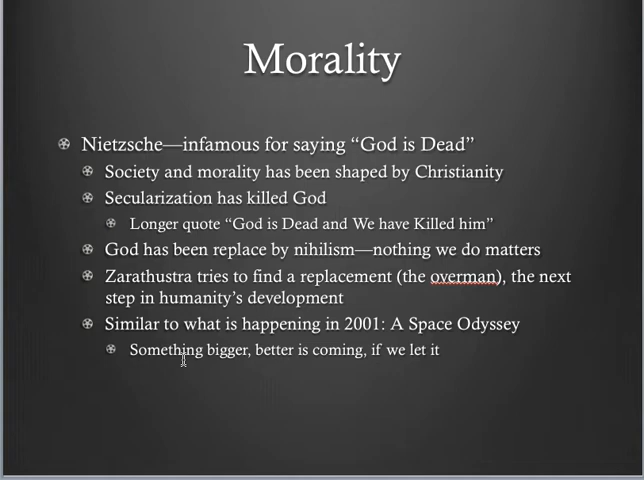 Morality
Nietzsche—infamous for saying “God is Dead”
Society and morality has been shaped by Christianity
Secularization has killed God
Longer quote “God is Dead and We have Killed him”
God has been replace by nihilism—nothing we do matters
Zarathustra tries to find a replacement (the overman), the next
step in humanity’s development
Similar to what is happening in 2001: A Space Odyssey
Something bigger, better is coming, if we let it